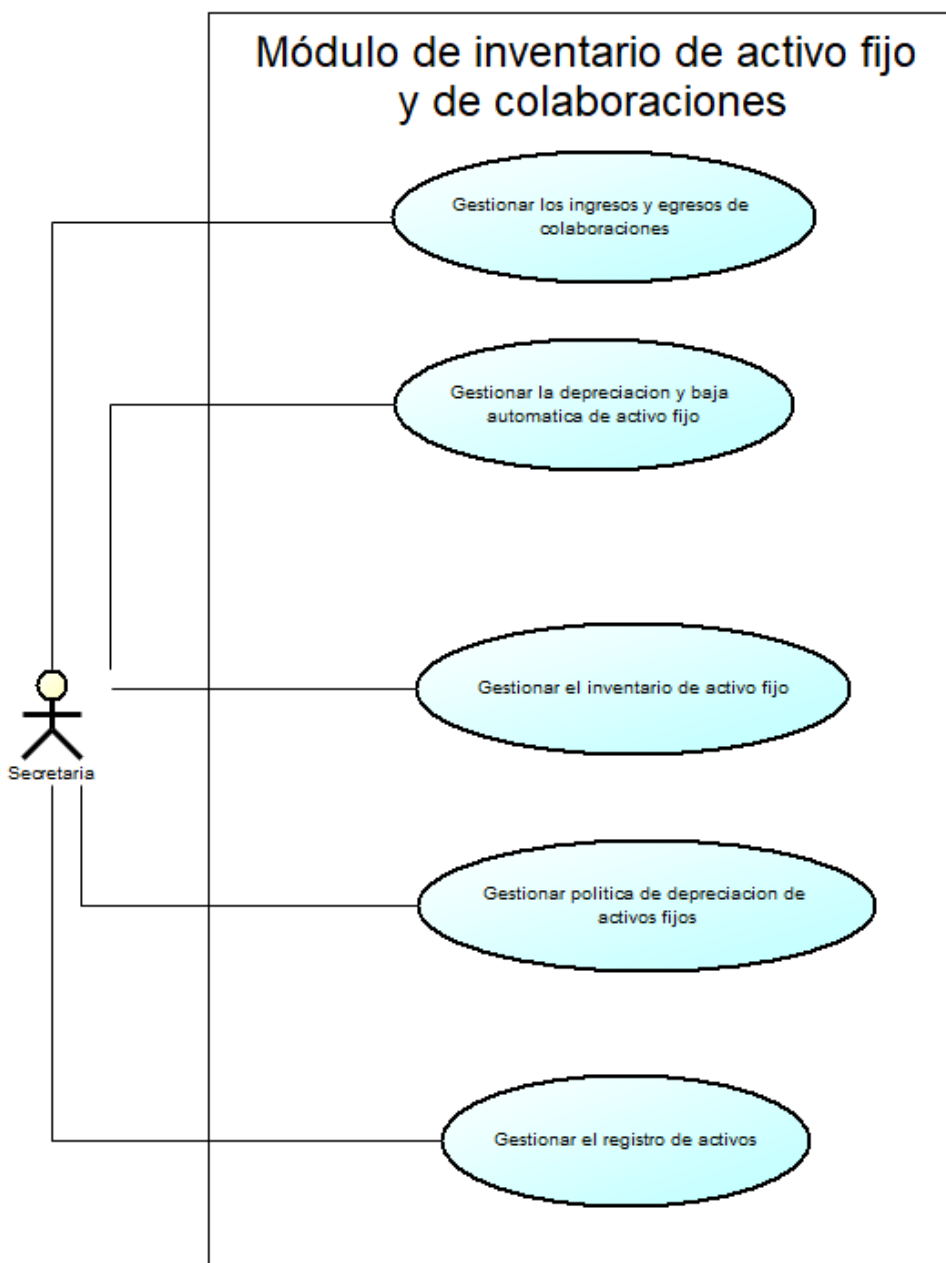 Módulo de inventario de activo fijo
y de colaboraciones
Gestionar los ingresos y egresos de
colaboraciones
Gestionar la depreciacion y baja
automatica de activo fijo
Gestionar el inventario de activo fijo
Secretaria
Gestionar politica de depreciacion de
activos fijos
Gestionar el registro de activos